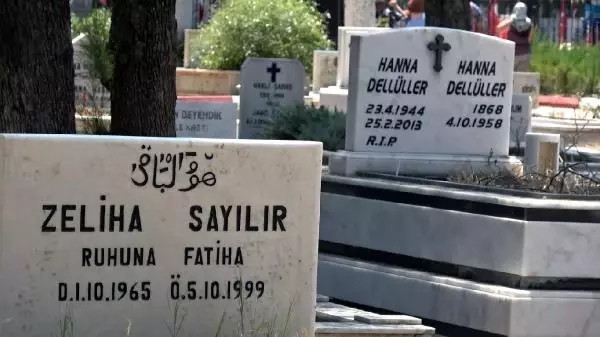 هو الباقی
ZELİHA SAYILIR
RUHUNA FATİHA
D.1.10.1965 Ö.5.10.1999
HANNA
DELLÜLLER
23.4.1944
25.2.2013
R.I.P
HANNA
DELLÜLLER
1868
4.10.1958